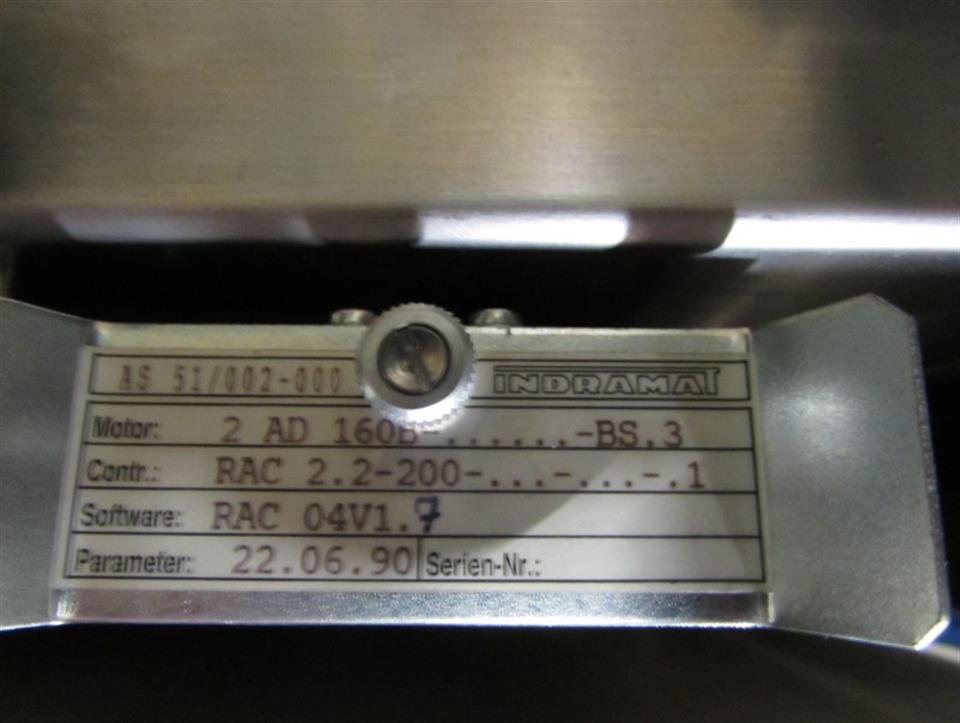 AS 51/002-000 INDRAMAT
Motor: 2 AD 160B-......-BS.3
Contr.: RAC 2.2-200-...-...-.1
Software: RAC 04V1.7
Parameter: 22.06.90 Serien-Nr.: